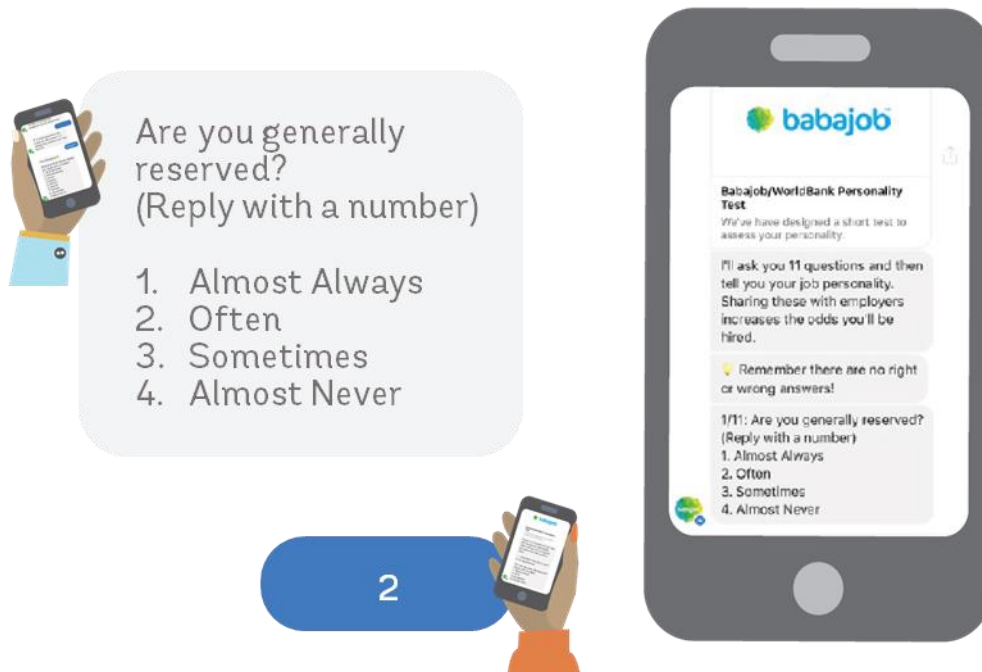 Are you generally
reserved?
(Reply with a number)
1. Almost Always
2. Often
3. Sometimes
4. Almost Never
2
babajob
Babajob/WorldBank Personality
Test
We've have designed a short test to
assess your personality.
I'll ask you 11 questions and then
tell you your job personality.
Sharing these with employers
increases the odds you'll be
hired.
Remember there are no right
or wrong answers!
1/11: Are you generally reserved?
(Reply with a number)
1. Almost Always
2. Often
3. Sometimes
4. Almost Never
babajob